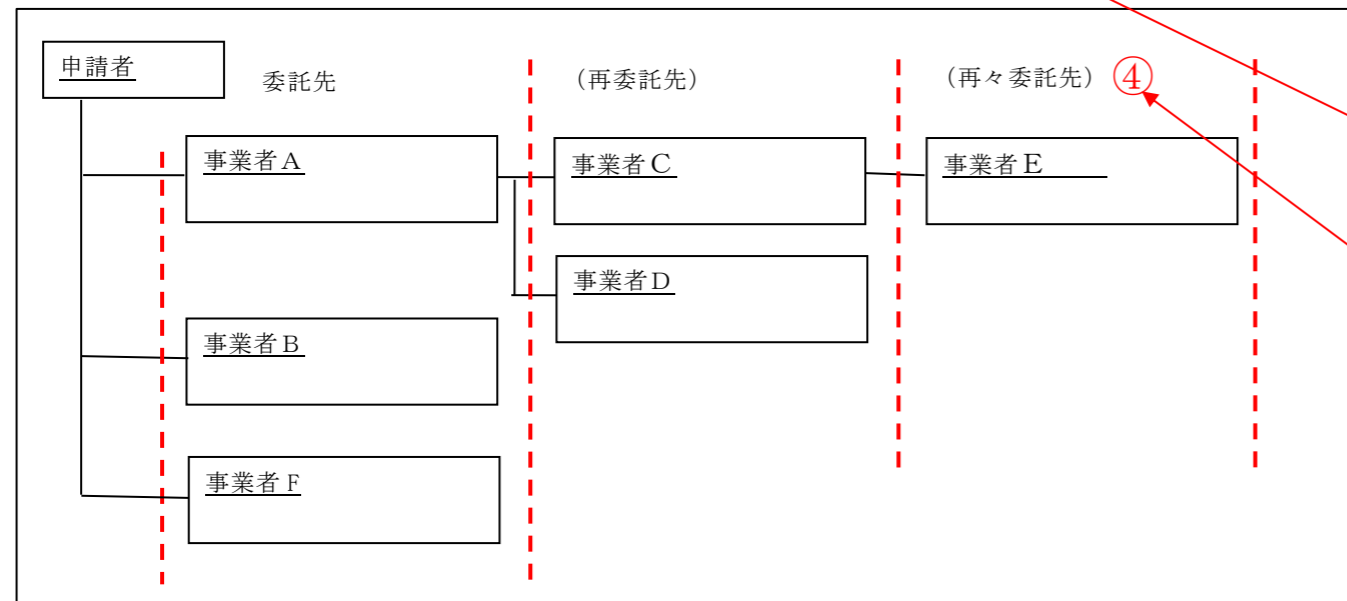 申請者
委託先
（再委託先）
（再々委託先）④
事業者Ａ
事業者Ｃ
事業者Ｅ
事業者Ｄ
事業者Ｂ
事業者Ｆ